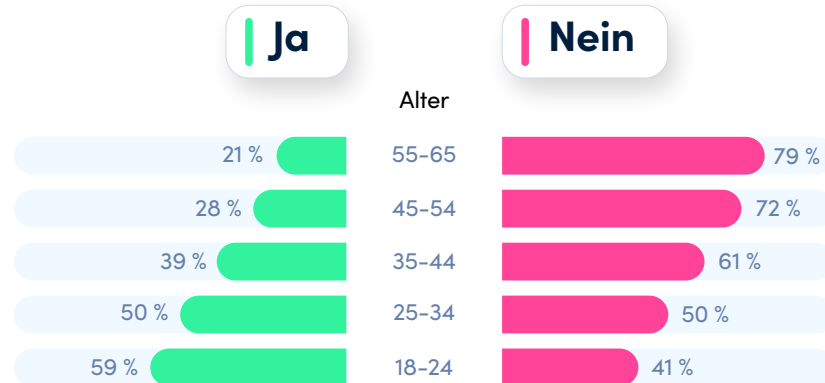 Ja Nein
Alter
21 % 55-65 79 %
28 % 45-54 72 %
39 % 35-44 61 %
50 % 25-34 50 %
59 % 18-24 41 %